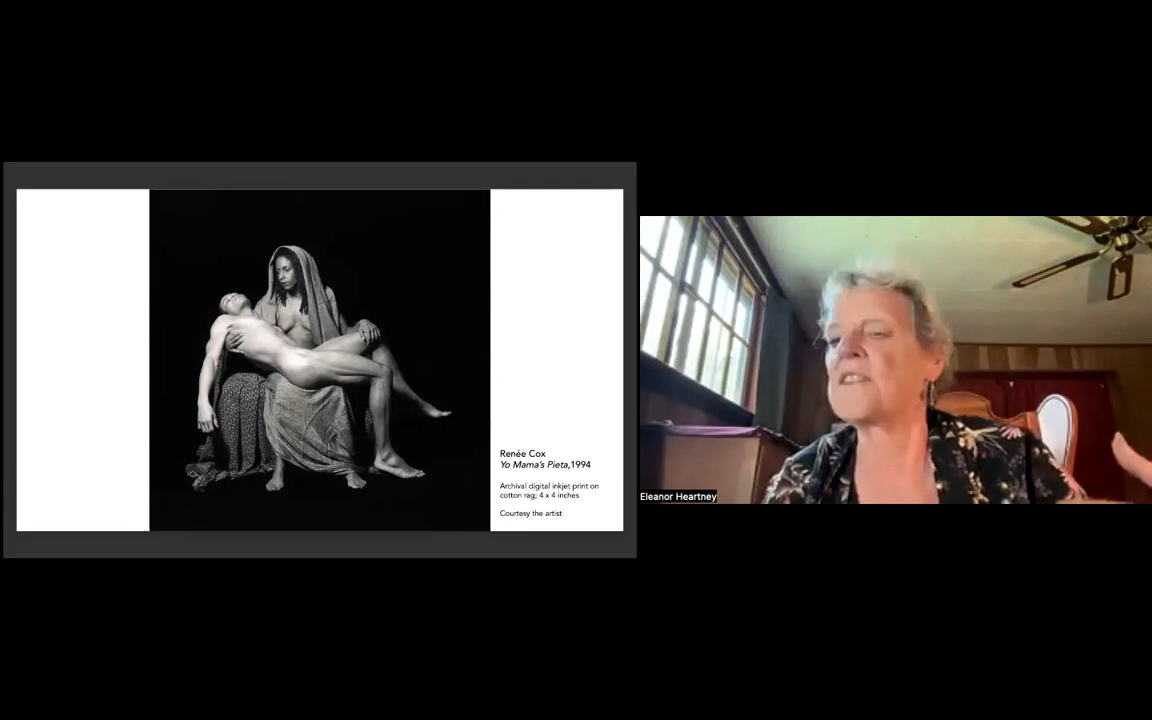 Renée Cox
Yo Mama's Pieta,1994
Archival digital inkjet print on
cotton rag; 4 x 4 inches
Courtesy the artist
Eleanor Heartney